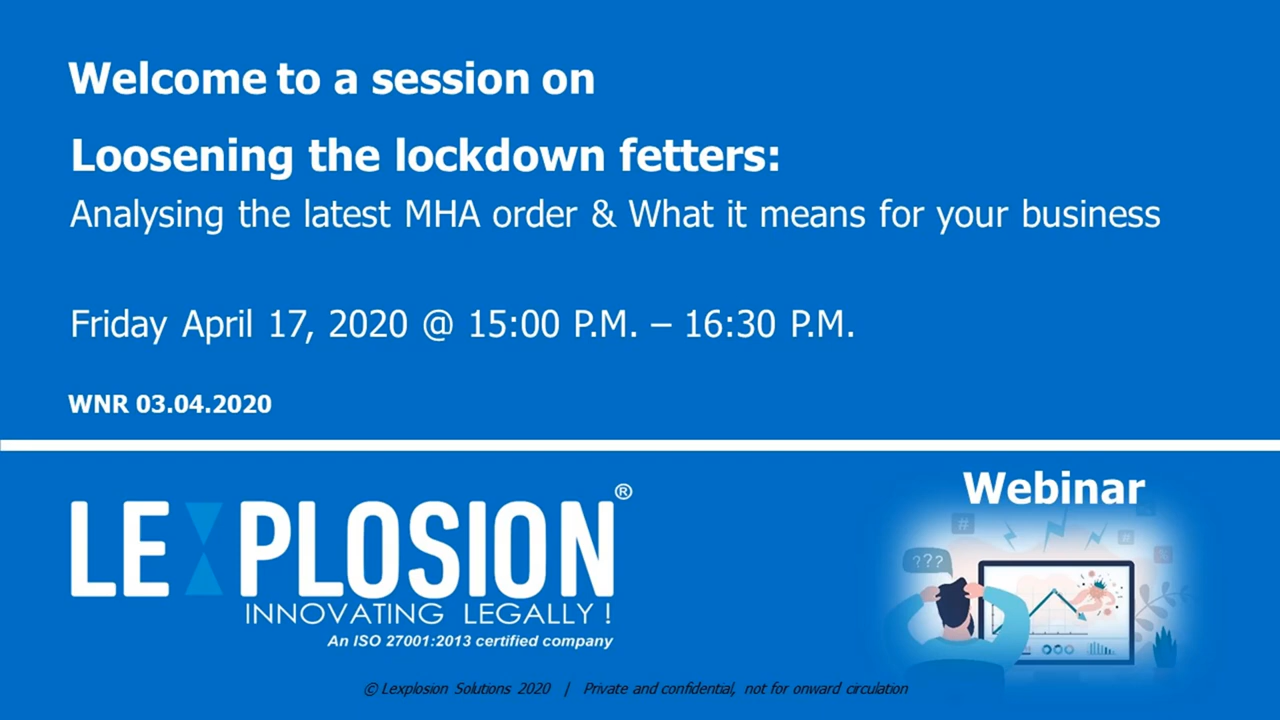 Welcome to a session on
Loosening the lockdown fetters:
Analysing the latest MHA order & What it means for your business
Friday April 17, 2020 @ 15:00 P.M. – 16:30 P.M.
WNR 03.04.2020
LEXPLOSION®
INNOVATING LEGALLY !
An ISO 27001:2013 certified company
Webinar
#
???
© Lexplosion Solutions 2020 | Private and confidential, not for onward circulation